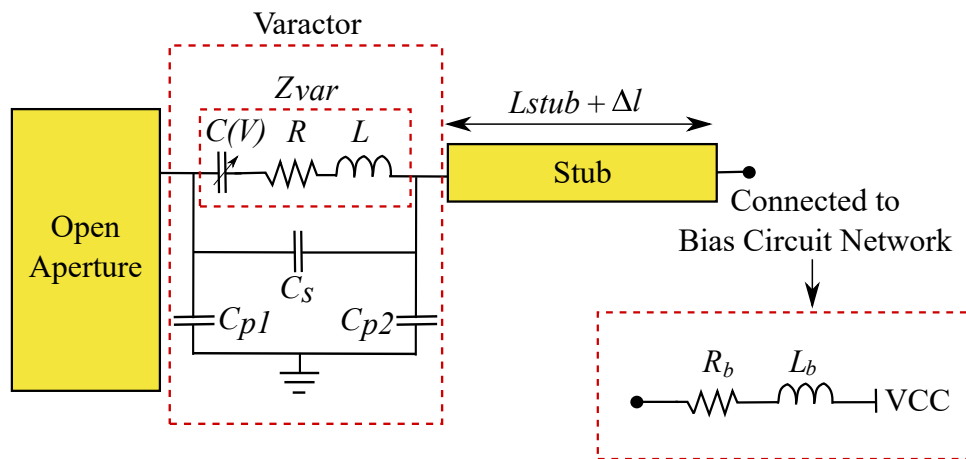 Varactor
Zvar
C(V) R L
Lstub + Δl
Open
Aperture
Stub
Cs
Cp1 Cp2
Connected to
Bias Circuit Network
Rb Lb
VCC